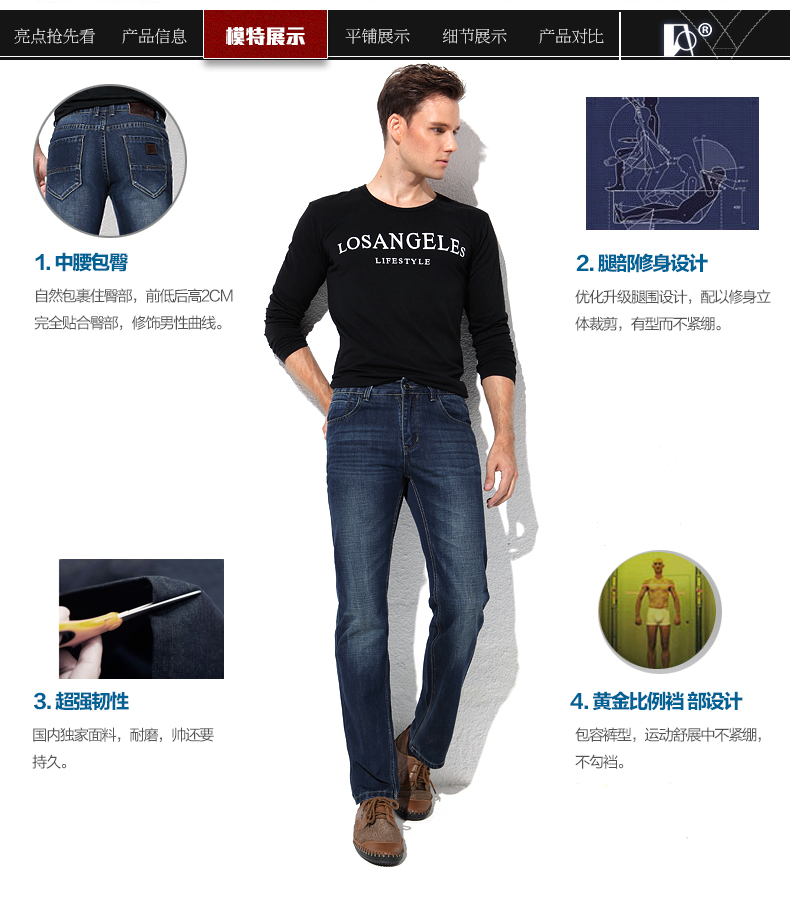 亮点抢先看 产品信息 模特展示 平铺展示 细节展示 产品对比 ®
LOSANGELES
LIFESTYLE
1. 中腰包臀
自然包裹住臀部，前低后高2CM
完全贴合臀部，修饰男性曲线。
2. 腿部修身设计
优化升级腿围设计，配以修身立
体裁剪，有型而不紧绷。
3. 超强韧性
国内独家面料，耐磨，帅还要
持久。
4. 黄金比例裆 部设计
包容裤型，运动舒展中不紧绷，
不勾裆。